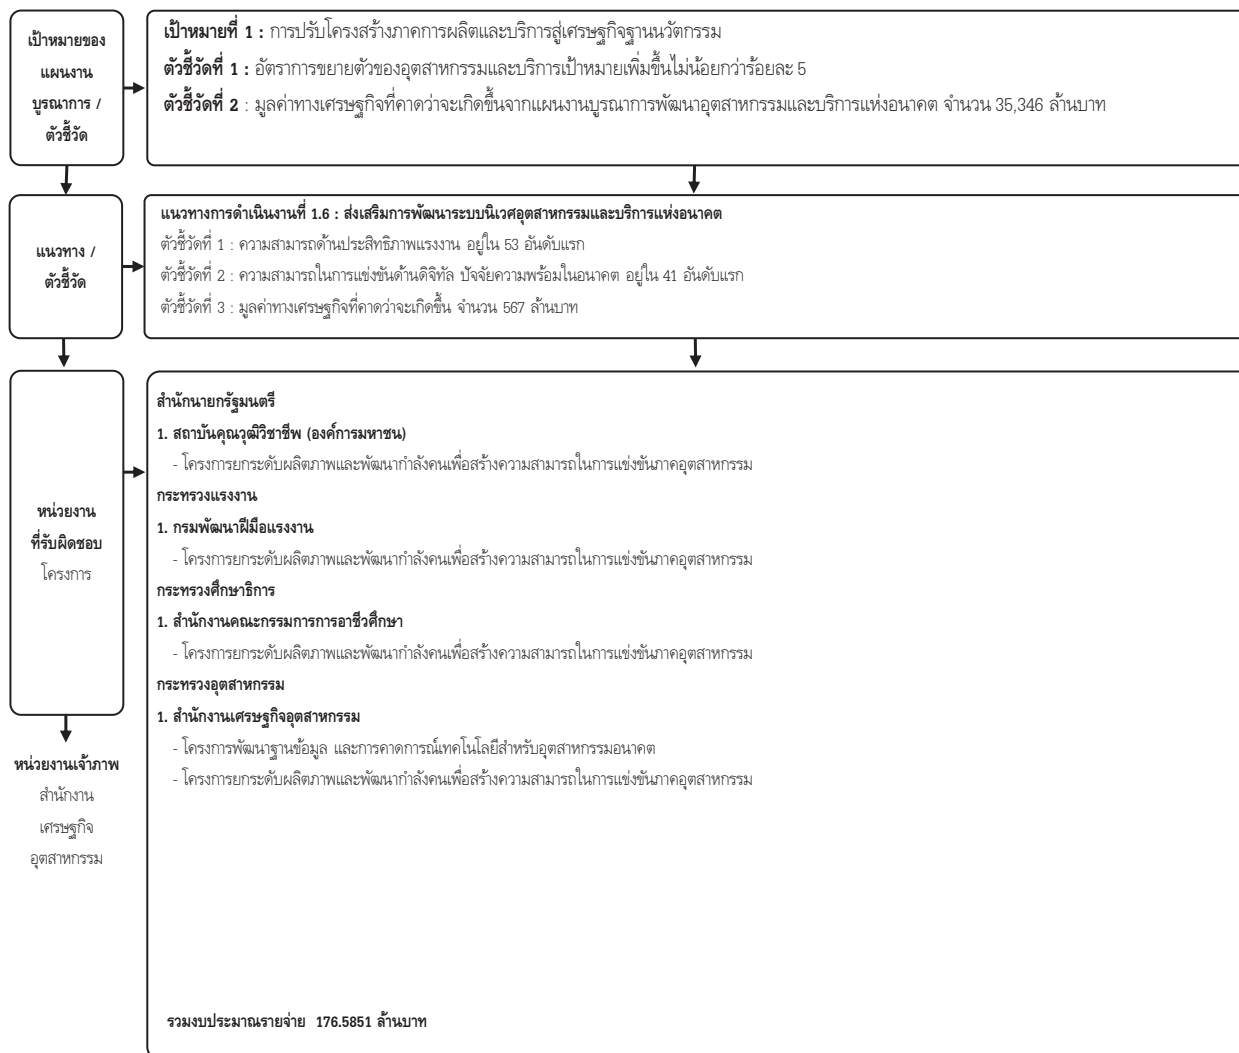 เป้าหมายของ
แผนงาน
บูรณาการ /
ตัวชี้วัด
เป้าหมายที่ 1 : การปรับโครงสร้างภาคการผลิตและบริการสู่เศรษฐกิจฐานนวัตกรรม
ตัวชี้วัดที่ 1 : อัตราการขยายตัวของอุตสาหกรรมและบริการเป้าหมายเพิ่มขึ้นไม่น้อยกว่าร้อยละ 5
ตัวชี้วัดที่ 2 : มูลค่าทางเศรษฐกิจที่คาดว่าจะเกิดขึ้นจากแผนงานบูรณาการพัฒนาอุตสาหกรรมและบริการแห่งอนาคต จำนวน 35,346 ล้านบาท
แนวทาง /
ตัวชี้วัด
แนวทางการดำเนินงานที่ 1.6 : ส่งเสริมการพัฒนาระบบนิเวศอุตสาหกรรมและบริการแห่งอนาคต
ตัวชี้วัดที่ 1 : ความสามารถด้านประสิทธิภาพแรงงาน อยู่ใน 53 อันดับแรก
ตัวชี้วัดที่ 2 : ความสามารถในการแข่งขันด้านดิจิทัล ปัจจัยความพร้อมในอนาคต อยู่ใน 41 อันดับแรก
ตัวชี้วัดที่ 3 : มูลค่าทางเศรษฐกิจที่คาดว่าจะเกิดขึ้น จำนวน 567 ล้านบาท
หน่วยงาน
ที่รับผิดชอบ
โครงการ
สำนักนายกรัฐมนตรี
1. สถาบันคุณวุฒิวิชาชีพ (องค์การมหาชน)
- โครงการยกระดับผลิตภาพและพัฒนากำลังคนเพื่อสร้างความสามารถในการแข่งขันภาคอุตสาหกรรม
กระทรวงแรงงาน
1. กรมพัฒนาฝีมือแรงงาน
- โครงการยกระดับผลิตภาพและพัฒนากำลังคนเพื่อสร้างความสามารถในการแข่งขันภาคอุตสาหกรรม
กระทรวงศึกษาธิการ
1. สำนักงานคณะกรรมการการอาชีวศึกษา
- โครงการยกระดับผลิตภาพและพัฒนากำลังคนเพื่อสร้างความสามารถในการแข่งขันภาคอุตสาหกรรม
กระทรวงอุตสาหกรรม
1. สำนักงานเศรษฐกิจอุตสาหกรรม
- โครงการพัฒนาฐานข้อมูล และการคาดการณ์เทคโนโลยีสำหรับอุตสาหกรรมอนาคต
- โครงการยกระดับผลิตภาพและพัฒนากำลังคนเพื่อสร้างความสามารถในการแข่งขันภาคอุตสาหกรรม
รวมงบประมาณรายจ่าย 176.5851 ล้านบาท
หน่วยงานเจ้าภาพ
สำนักงาน
เศรษฐกิจ
อุตสาหกรรม